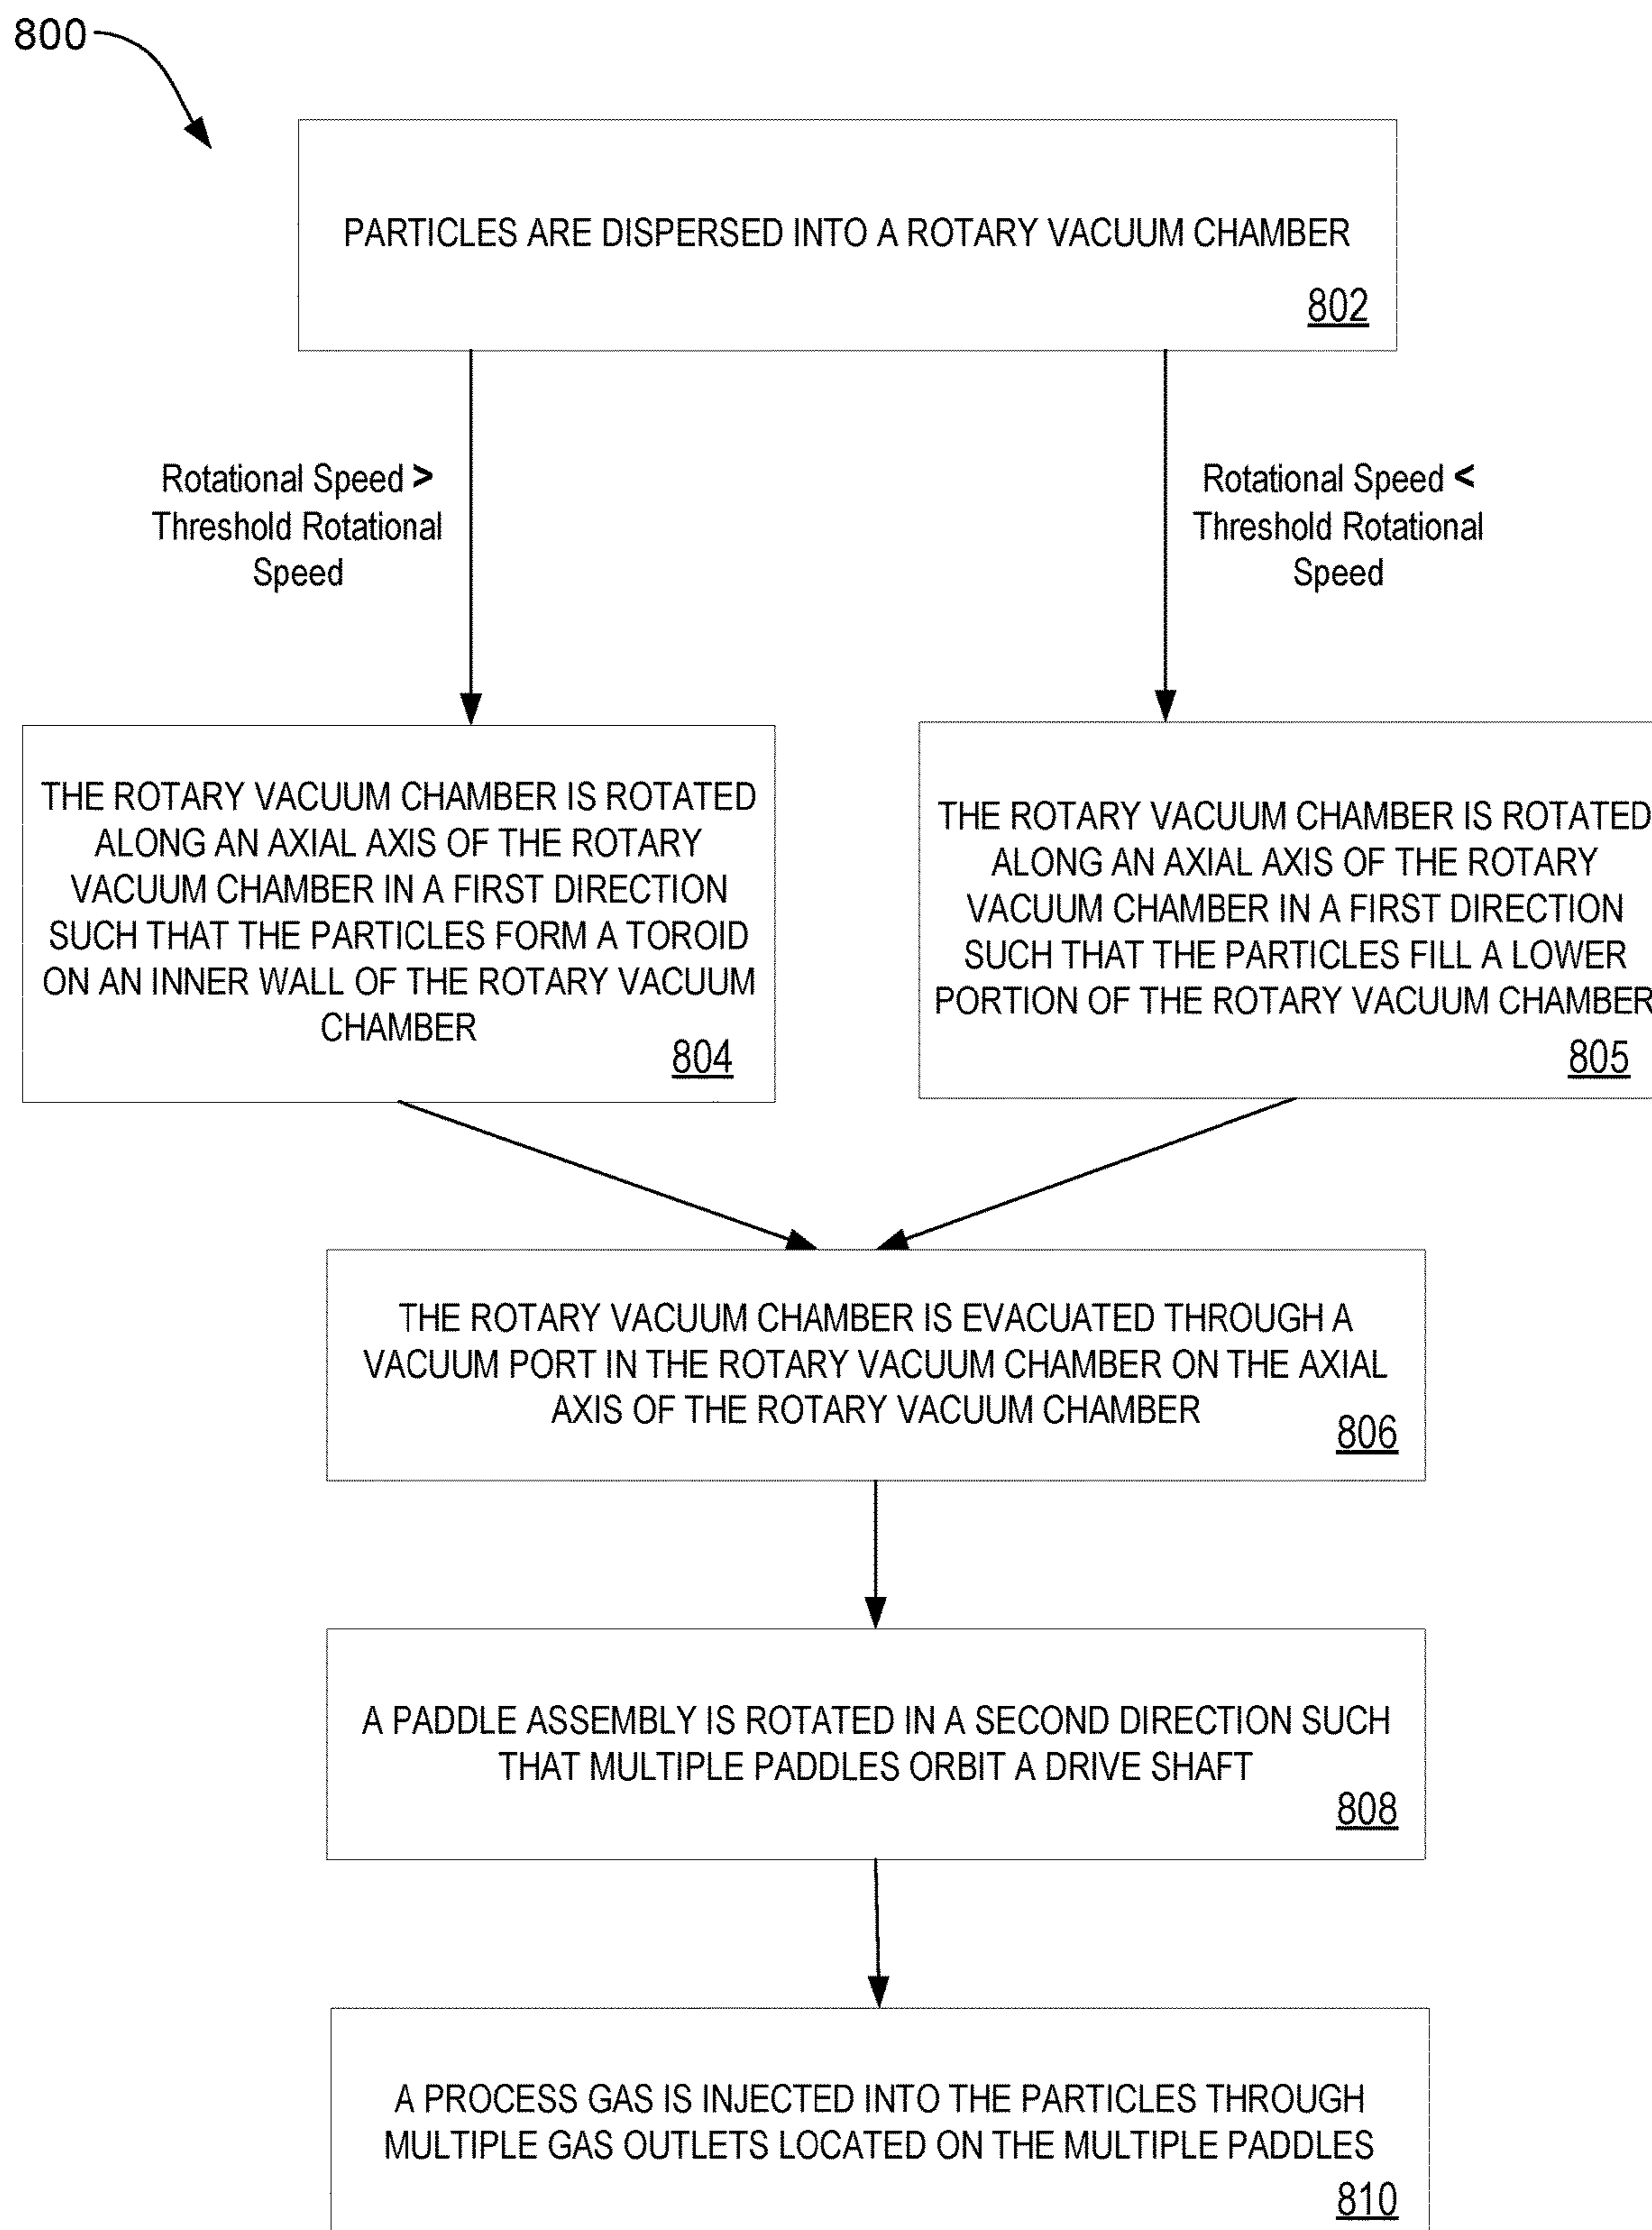 800
PARTICLES ARE DISPERSED INTO A ROTARY VACUUM CHAMBER
802
Rotational Speed >
Threshold Rotational
Speed
Rotational Speed <
Threshold Rotational
Speed
THE ROTARY VACUUM CHAMBER IS ROTATED
ALONG AN AXIAL AXIS OF THE ROTARY
VACUUM CHAMBER IN A FIRST DIRECTION
SUCH THAT THE PARTICLES FORM A TOROID
ON AN INNER WALL OF THE ROTARY VACUUM
CHAMBER
804
THE ROTARY VACUUM CHAMBER IS ROTATED
ALONG AN AXIAL AXIS OF THE ROTARY
VACUUM CHAMBER IN A FIRST DIRECTION
SUCH THAT THE PARTICLES FILL A LOWER
PORTION OF THE ROTARY VACUUM CHAMBER
805
THE ROTARY VACUUM CHAMBER IS EVACUATED THROUGH A
VACUUM PORT IN THE ROTARY VACUUM CHAMBER ON THE AXIAL
AXIS OF THE ROTARY VACUUM CHAMBER
806
A PADDLE ASSEMBLY IS ROTATED IN A SECOND DIRECTION SUCH
THAT MULTIPLE PADDLES ORBIT A DRIVE SHAFT
808
A PROCESS GAS IS INJECTED INTO THE PARTICLES THROUGH
MULTIPLE GAS OUTLETS LOCATED ON THE MULTIPLE PADDLES
810